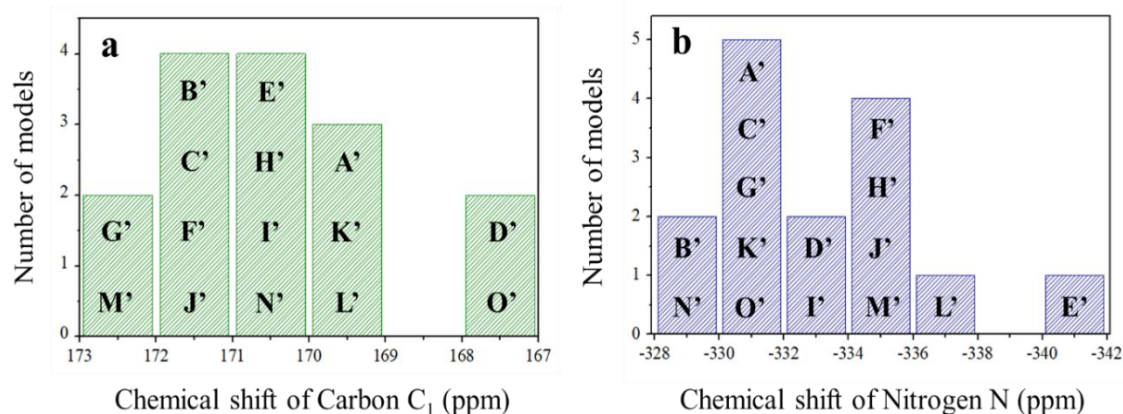 a
Number of models
4
3
2
1
0
G’
M’
B’
C’
F’
J’
E’
H’
I’
N’
A’
K’
L’
D’
O’
173 172 171 170 169 168 167
Chemical shift of Carbon C₁ (ppm)
b
Number of models
5
4
3
2
1
0
B’
N’
A’
C’
G’
K’
O’
D’
I’
F’
H’
J’
M’
L’
E’
-328 -330 -332 -334 -336 -338 -340 -342
Chemical shift of Nitrogen N (ppm)